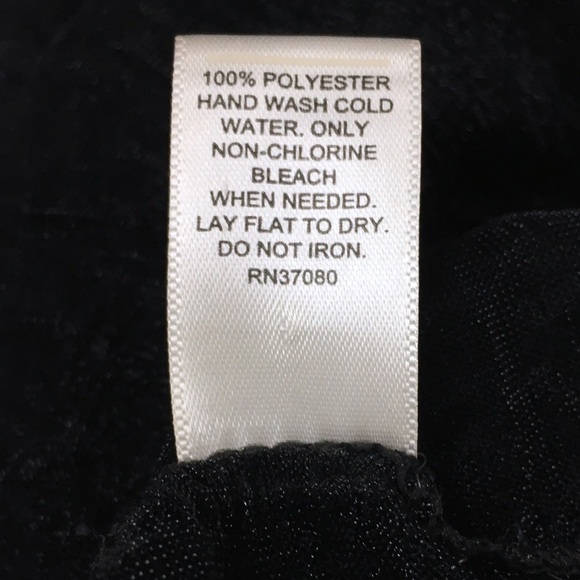 100% POLYESTER
HAND WASH COLD
WATER. ONLY
NON-CHLORINE
BLEACH
WHEN NEEDED.
LAY FLAT TO DRY.
DO NOT IRON.
RN37080